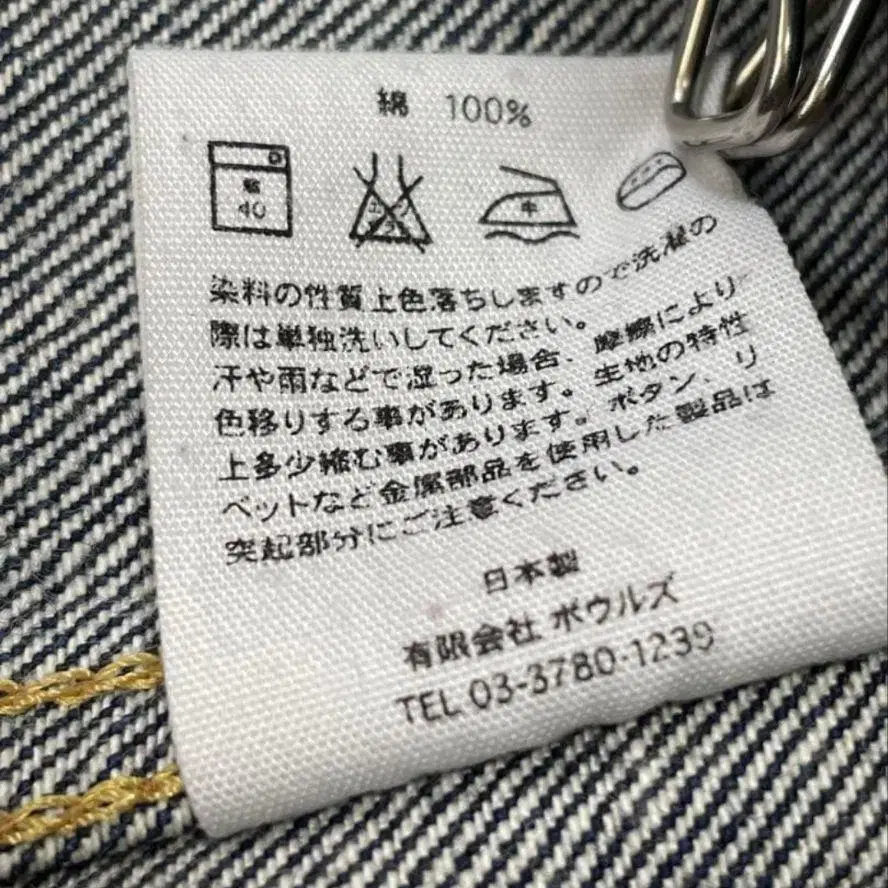 綿 100%
40
エンソ
中
染料の性質上色落ちしますので洗濯の
際は単独洗いしてください。
汗や雨などで湿った場合、摩擦により
色移りする事があります。生地の特性
上多少縮む事があります。ボタン、リ
ベットなど金属部品を使用した製品は
突起部分にご注意ください。
日本製
有限会社 ボウルズ
TEL 03-3780-1239